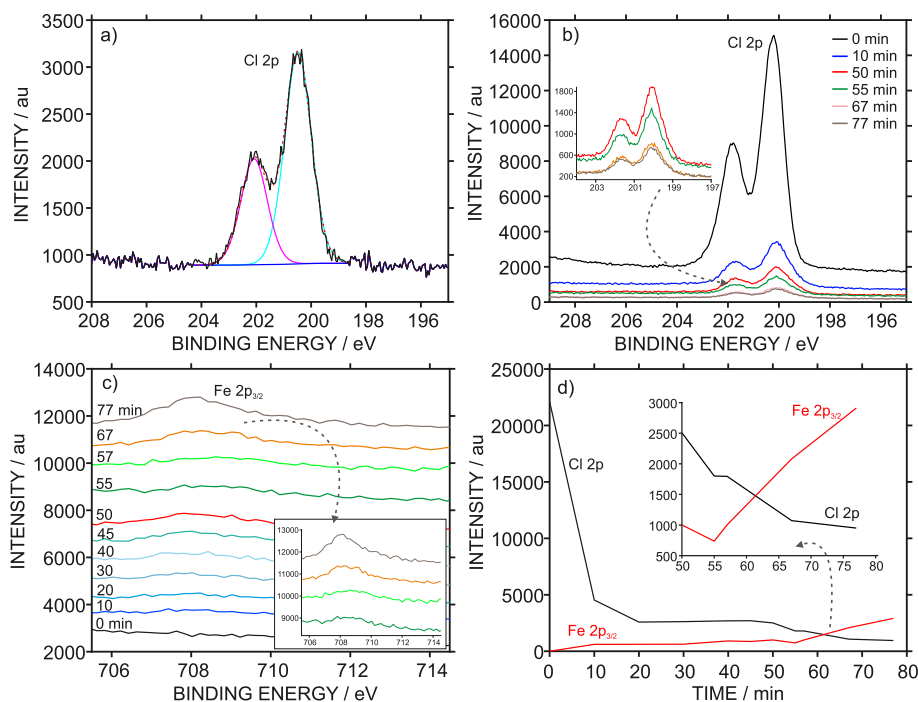 a)
Cl 2p
INTENSITY / au
3500
3000
2500
2000
1500
1000
500
208 206 204 202 200 198 196
BINDING ENERGY / eV
b)
Cl 2p
0 min
10 min
50 min
55 min
67 min
77 min
INTENSITY / au
16000
14000
12000
10000
8000
6000
4000
2000
0
1800
1400
1000
600
200
203 201 199 197
208 206 204 202 200 198 196
BINDING ENERGY / eV
c)
Fe 2p3/2
INTENSITY / au
14000
12000
10000
8000
6000
4000
2000
77 min
67
57
55
50
45
40
30
20
10
0 min
13000
12000
11000
10000
9000
706 708 710 712 714
706 708 710 712 714
BINDING ENERGY / eV
d)
INTENSITY / au
25000
20000
15000
10000
5000
0
Cl 2p
Fe 2p3/2
3000
2500
2000
1500
1000
500
Fe 2p3/2
Cl 2p
50 55 60 65 70 75 80
0 10 20 30 40 50 60 70 80
TIME / min